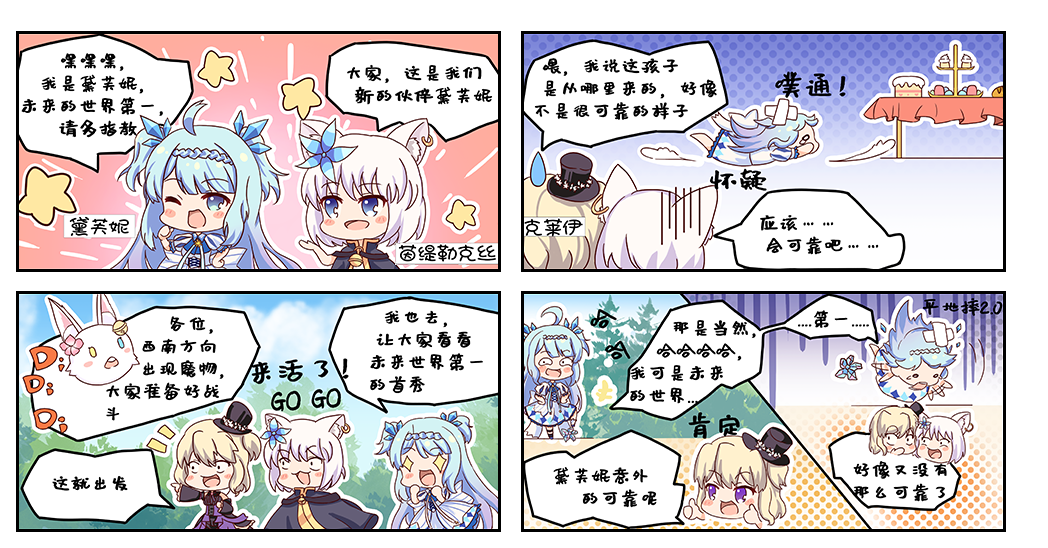 嘿嘿嘿，
我是黛芙妮，
未来的世界第一，
请多指教
大家，这是我们
新的伙伴黛芙妮
黛芙妮
茵缇勒克丝
喂，我说这孩子
是从哪里来的，好像
不是很可靠的样子
噗通！
怀疑
克莱伊
应该……
会可靠吧……
Di
Di
Di
各位，
西南方向
出现魔物，
大家准备好战
斗
来活了！
GO GO
我也去，
让大家看看
未来世界第一
的首秀
这就出发
哈
哈
那是当然，
哈哈哈哈，
我可是未来
的世界...
....第一.....
平地摔2.0
肯定
黛芙妮意外
的可靠呢
好像又没有
那么可靠了